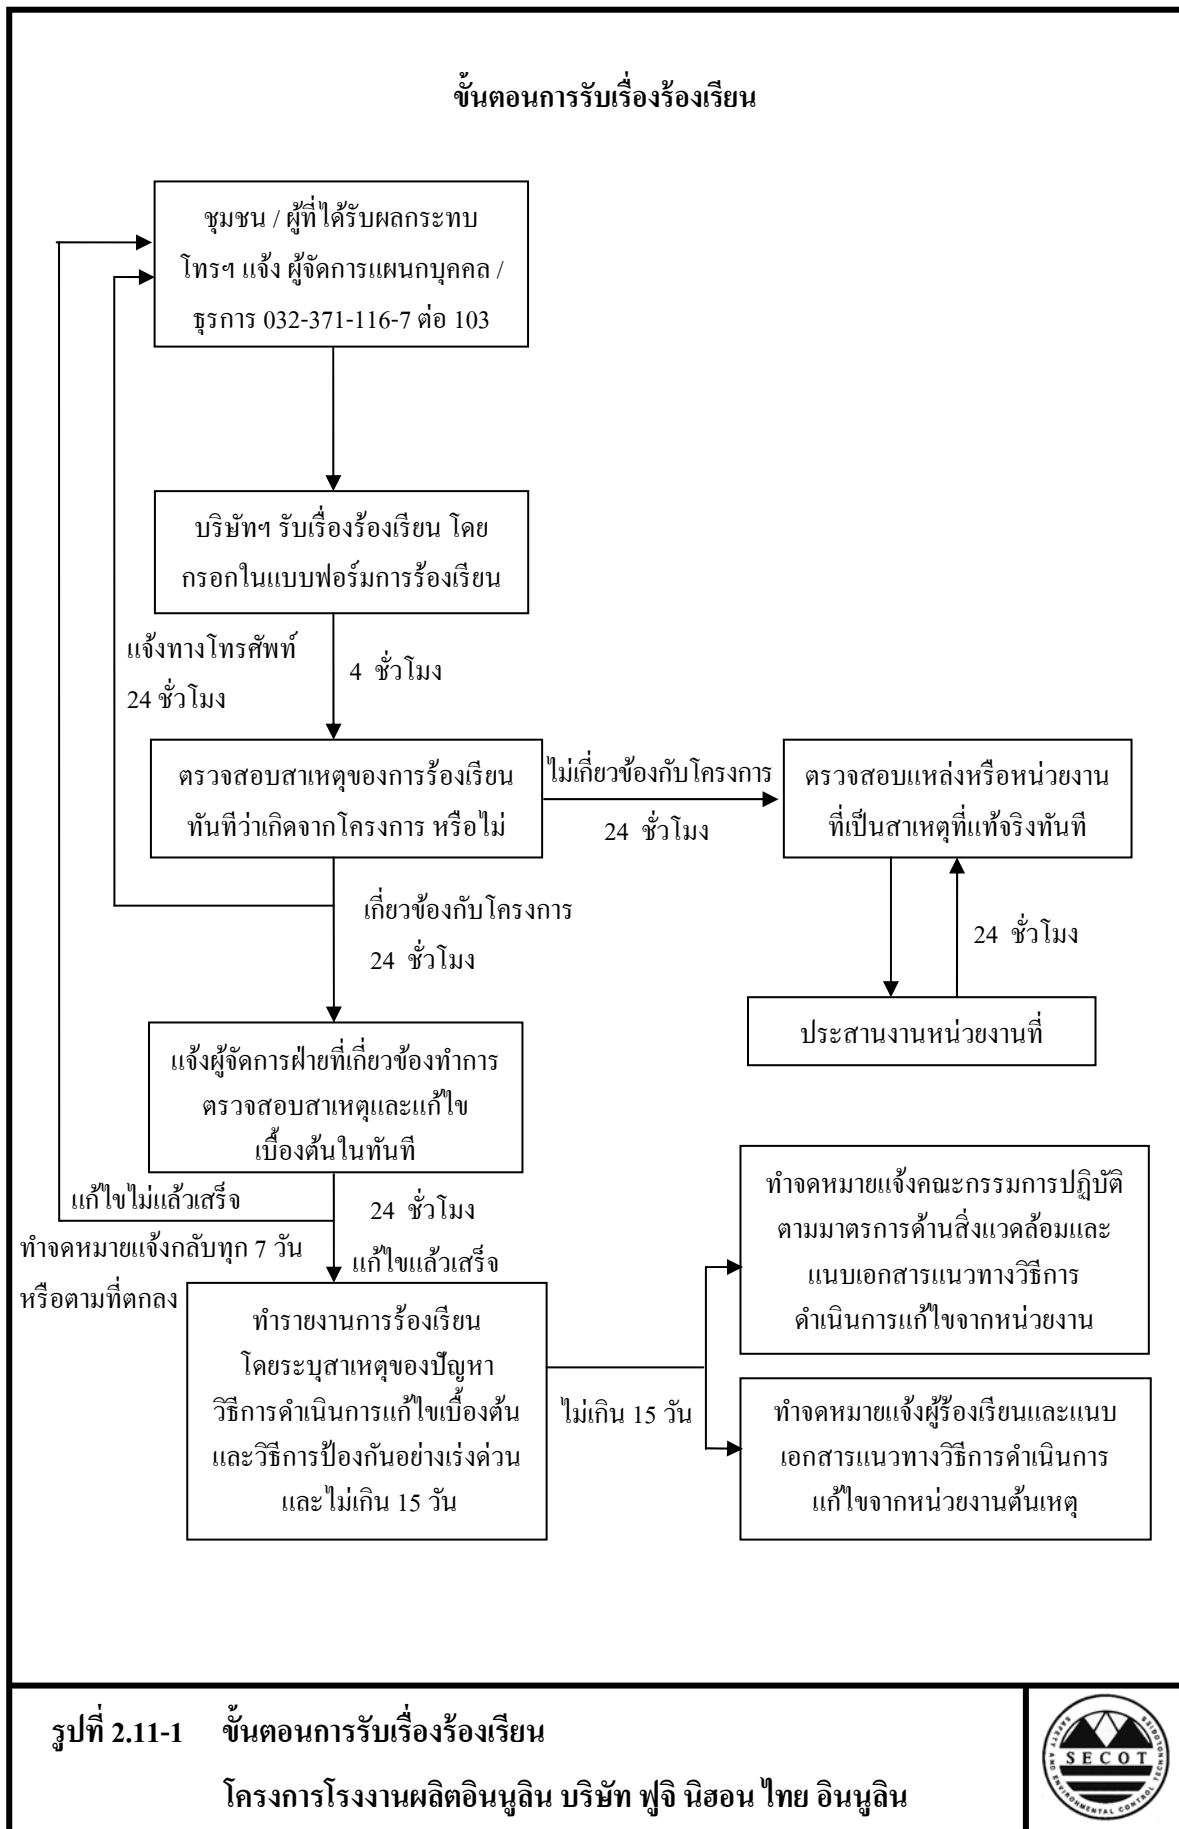 ขั้นตอนการรับเรื่องร้องเรียน
ชุมชน / ผู้ที่ได้รับผลกระทบ
โทรฯ แจ้ง ผู้จัดการแผนกบุคคล /
ธุรการ 032-371-116-7 ต่อ 103
บริษัทฯ รับเรื่องร้องเรียน โดย
กรอกในแบบฟอร์มการร้องเรียน
แจ้งทางโทรศัพท์
24 ชั่วโมง
4 ชั่วโมง
ตรวจสอบสาเหตุของการร้องเรียน
ทันทีว่าเกิดจากโครงการ หรือไม่
ไม่เกี่ยวข้องกับโครงการ
24 ชั่วโมง
ตรวจสอบแหล่งหรือหน่วยงาน
ที่เป็นสาเหตุที่แท้จริงทันที
เกี่ยวข้องกับโครงการ
24 ชั่วโมง
24 ชั่วโมง
ประสานงานหน่วยงานที่
แจ้งผู้จัดการฝ่ายที่เกี่ยวข้องทำการ
ตรวจสอบสาเหตุและแก้ไข
เบื้องต้นในทันที
แก้ไขไม่แล้วเสร็จ
ทำจดหมายแจ้งกลับทุก 7 วัน
หรือตามที่ตกลง
24 ชั่วโมง
แก้ไขแล้วเสร็จ
ทำรายงานการร้องเรียน
โดยระบุสาเหตุของปัญหา
วิธีการดำเนินการแก้ไขเบื้องต้น
และวิธีการป้องกันอย่างเร่งด่วน
และไม่เกิน 15 วัน
ไม่เกิน 15 วัน
ทำจดหมายแจ้งคณะกรรมการปฏิบัติ
ตามมาตรการด้านสิ่งแวดล้อมและ
แนบเอกสารแนวทางวิธีการ
ดำเนินการแก้ไขจากหน่วยงาน
ทำจดหมายแจ้งผู้ร้องเรียนและแนบ
เอกสารแนวทางวิธีการดำเนินการ
แก้ไขจากหน่วยงานต้นเหตุ
รูปที่ 2.11-1 ขั้นตอนการรับเรื่องร้องเรียน
โครงการโรงงานผลิตอินนูลิน บริษัท ฟูจิ นิฮอน ไทย อินนูลิน
SECOT
SAFETY AND ENVIRONMENTAL CONTROL TECHNOLOGIES